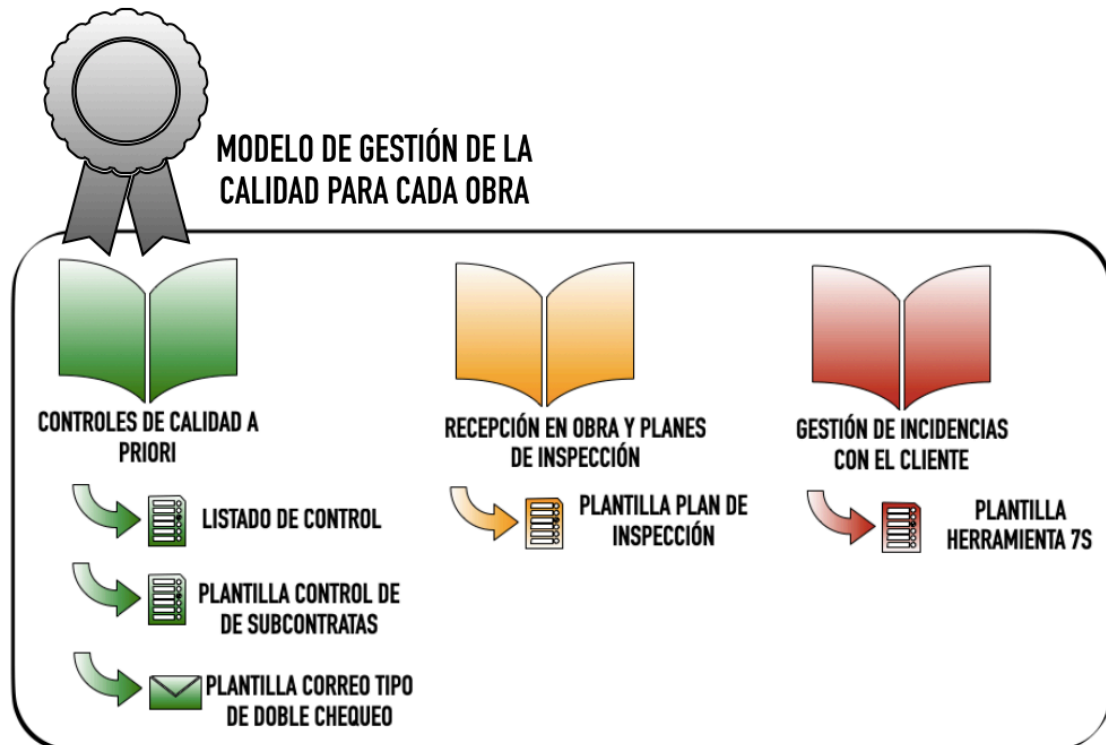 MODELO DE GESTIÓN DE LA
CALIDAD PARA CADA OBRA
CONTROLES DE CALIDAD A
PRIORI
LISTADO DE CONTROL
PLANTILLA CONTROL DE
DE SUBCONTRATAS
PLANTILLA CORREO TIPO
DE DOBLE CHEQUEO
RECEPCIÓN EN OBRA Y PLANES
DE INSPECCIÓN
PLANTILLA PLAN DE
INSPECCIÓN
GESTIÓN DE INCIDENCIAS
CON EL CLIENTE
PLANTILLA
HERRAMIENTA 7S